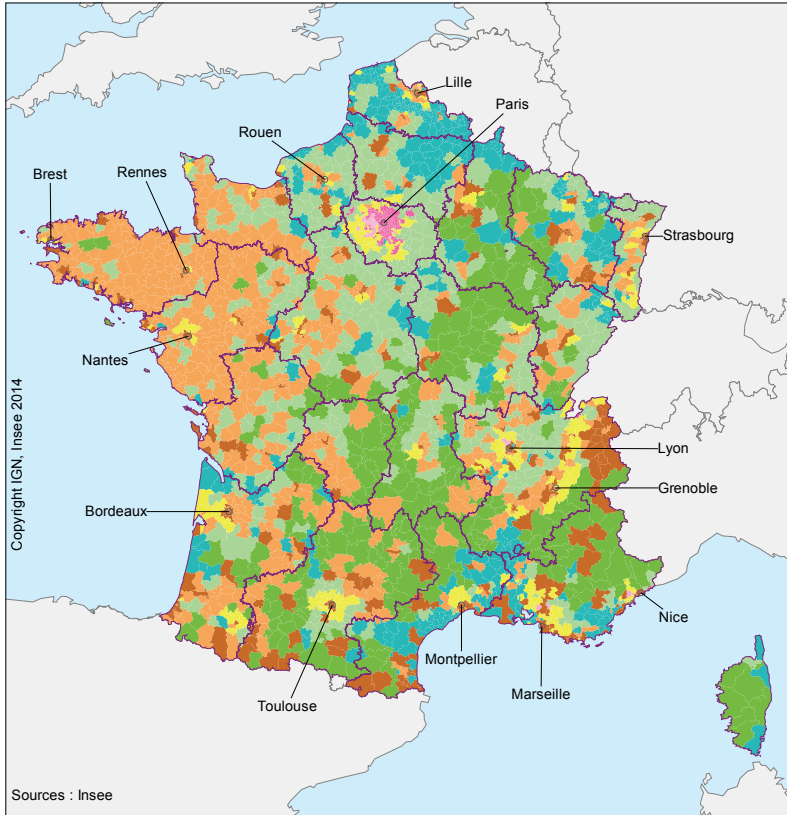 Lille
Paris
Rouen
Brest
Rennes
Strasbourg
Nantes
Copyright IGN, Insee 2014
Lyon
Grenoble
Bordeaux
Nice
Montpellier
Marseille
Toulouse
Sources : Insee